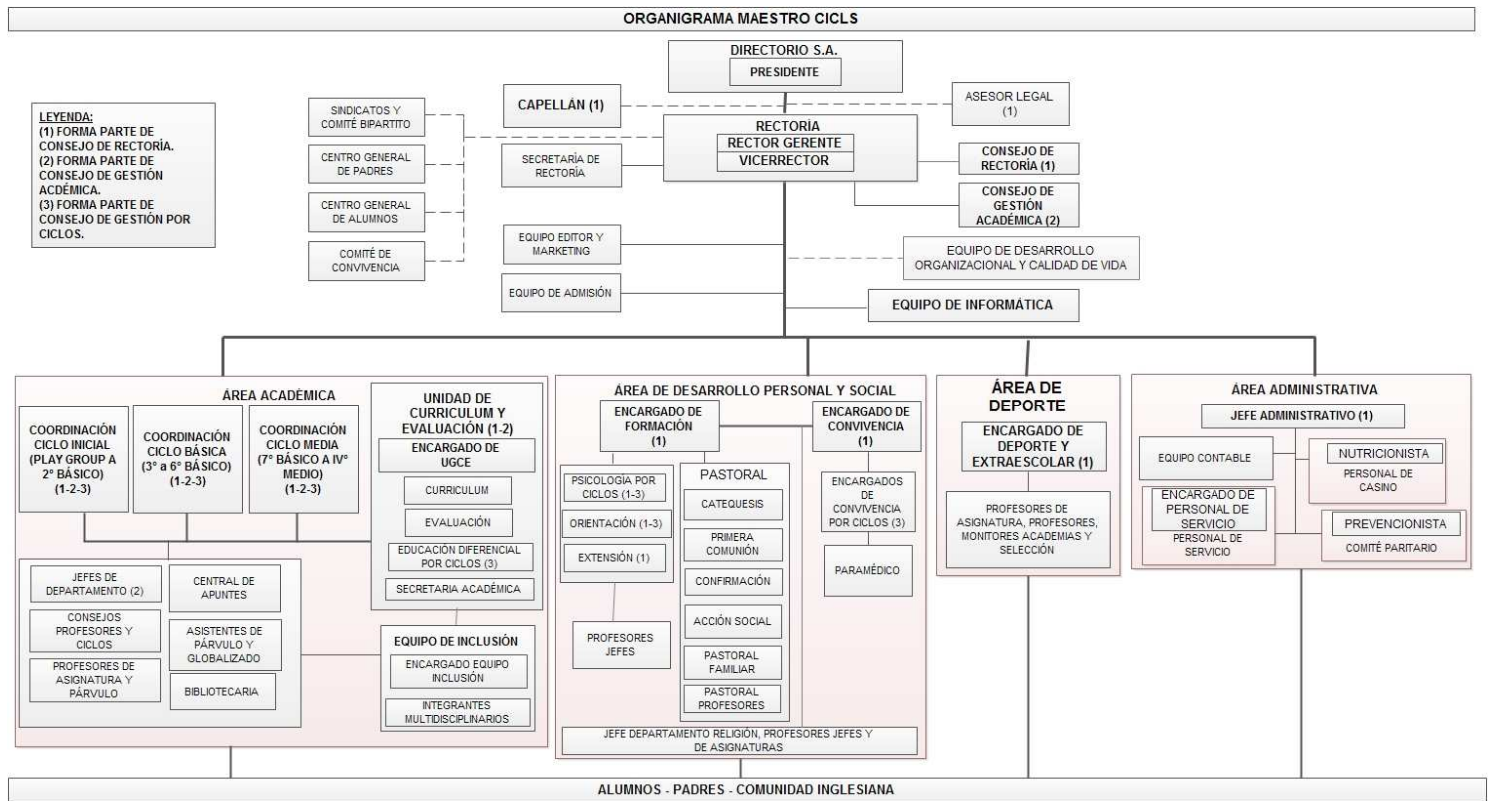 ORGANIGRAMA MAESTRO CICLS
DIRECTORIO S.A.
PRESIDENTE
CAPELLÁN (1)
ASESOR LEGAL
(1)
LEYENDA:
(1) FORMA PARTE DE
CONSEJO DE RECTORÍA.
(2) FORMA PARTE DE
CONSEJO DE GESTIÓN
ACDÉMICA.
(3) FORMA PARTE DE
CONSEJO DE GESTIÓN POR
CICLOS.
SINDICATOS Y
COMITÉ BIPARTITO
CENTRO GENERAL
DE PADRES
CENTRO GENERAL
DE ALUMNOS
COMITÉ DE
CONVIVENCIA
RECTORÍA
RECTOR GERENTE
VICERRECTOR
SECRETARÍA DE
RECTORÍA
CONSEJO DE
RECTORÍA (1)
CONSEJO DE
GESTIÓN
ACADÉMICA (2)
EQUIPO EDITOR Y
MARKETING
EQUIPO DE DESARROLLO
ORGANIZACIONAL Y CALIDAD DE VIDA
EQUIPO DE ADMISIÓN
EQUIPO DE INFORMÁTICA
ÁREA ACADÉMICA
COORDINACIÓN
CICLO INICIAL
(PLAY GROUP A
2º BÁSICO)
(1-2-3)
COORDINACIÓN
CICLO BÁSICA
(3º a 6º BÁSICO)
(1-2-3)
COORDINACIÓN
CICLO MEDIA
(7º BÁSICO A IVº
MEDIO)
(1-2-3)
UNIDAD DE
CURRICULUM Y
EVALUACIÓN (1-2)
ENCARGADO DE
UGCE
CURRICULUM
EVALUACIÓN
EDUCACIÓN DIFERENCIAL
POR CICLOS (3)
SECRETARIA ACADÉMICA
JEFES DE
DEPARTAMENTO (2)
CONSEJOS
PROFESORES Y
CICLOS
PROFESORES DE
ASIGNATURA Y
PÁRVULO
CENTRAL DE
APUNTES
ASISTENTES DE
PÁRVULO Y
GLOBALIZADO
BIBLIOTECARIA
EQUIPO DE INCLUSIÓN
ENCARGADO EQUIPO
INCLUSIÓN
INTEGRANTES
MULTIDISCIPLINARIOS
ÁREA DE DESARROLLO PERSONAL Y SOCIAL
ENCARGADO DE
FORMACIÓN
(1)
ENCARGADO DE
CONVIVENCIA
(1)
PSICOLOGÍA POR
CICLOS (1-3)
ORIENTACIÓN (1-3)
EXTENSIÓN (1)
PROFESORES
JEFES
PASTORAL
CATEQUESIS
PRIMERA
COMUNIÓN
CONFIRMACIÓN
ACCIÓN SOCIAL
PASTORAL
FAMILIAR
PASTORAL
PROFESORES
ENCARGADOS
DE
CONVIVENCIA
POR CICLOS (3)
PARAMÉDICO
JEFE DEPARTAMENTO RELIGIÓN, PROFESORES JEFES Y
DE ASIGNATURAS
ÁREA DE
DEPORTE
ENCARGADO DE
DEPORTE Y
EXTRAESCOLAR (1)
PROFESORES DE
ASIGNATURA, PROFESORES,
MONITORES ACADEMIAS Y
SELECCIÓN
ÁREA ADMINISTRATIVA
JEFE ADMINISTRATIVO (1)
EQUIPO CONTABLE
NUTRICIONISTA
PERSONAL DE
CASINO
ENCARGADO DE
PERSONAL DE
SERVICIO
PERSONAL DE
SERVICIO
PREVENCIONISTA
COMITÉ PARITARIO
ALUMNOS - PADRES - COMUNIDAD INGLESIANA